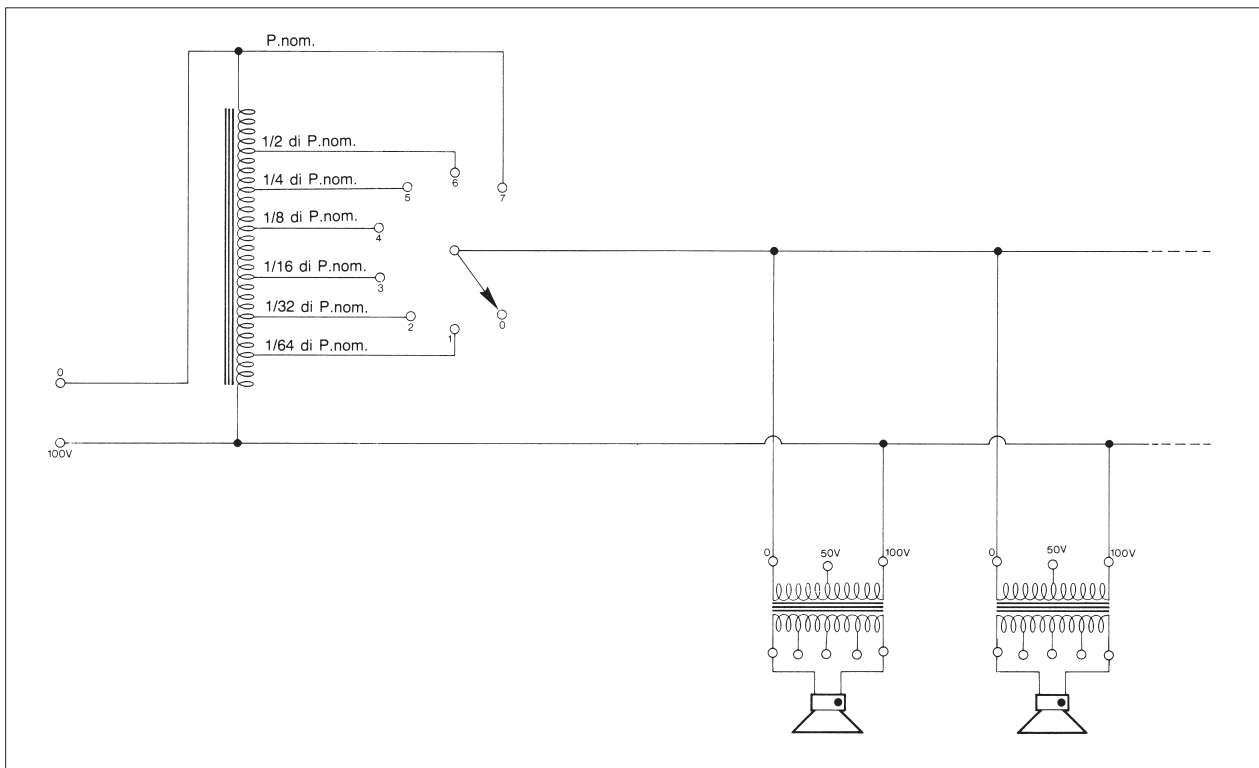 P.nom.
1/2 di P.nom.
6
1/4 di P.nom.
5
7
1/8 di P.nom.
4
1/16 di P.nom.
3
1/32 di P.nom.
2
0
1
1/64 di P.nom.
0
100V
0
50V
100V
0
50V
100V